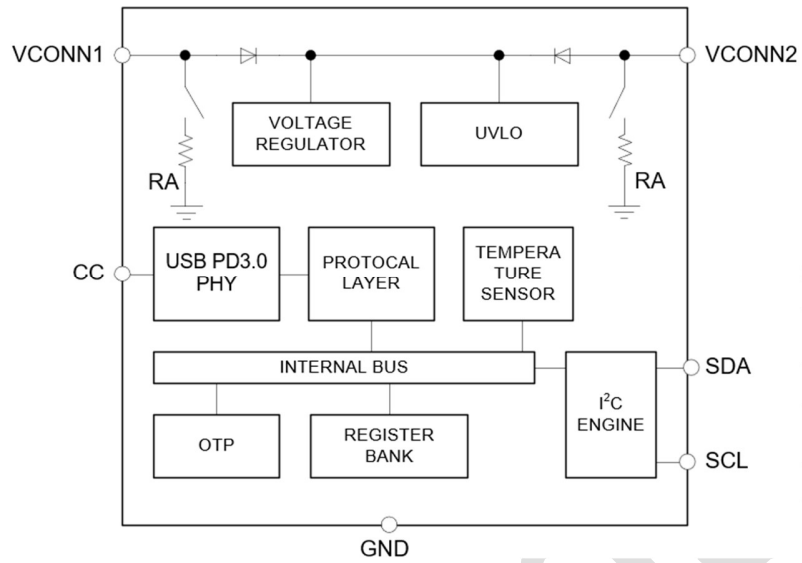 VCONN1
VCONN2
VOLTAGE
REGULATOR
UVLO
RA
RA
CC
USB PD3.0
PHY
PROTOCAL
LAYER
TEMPERA
TURE
SENSOR
INTERNAL BUS
SDA
I²C
ENGINE
OTP
REGISTER
BANK
SCL
GND